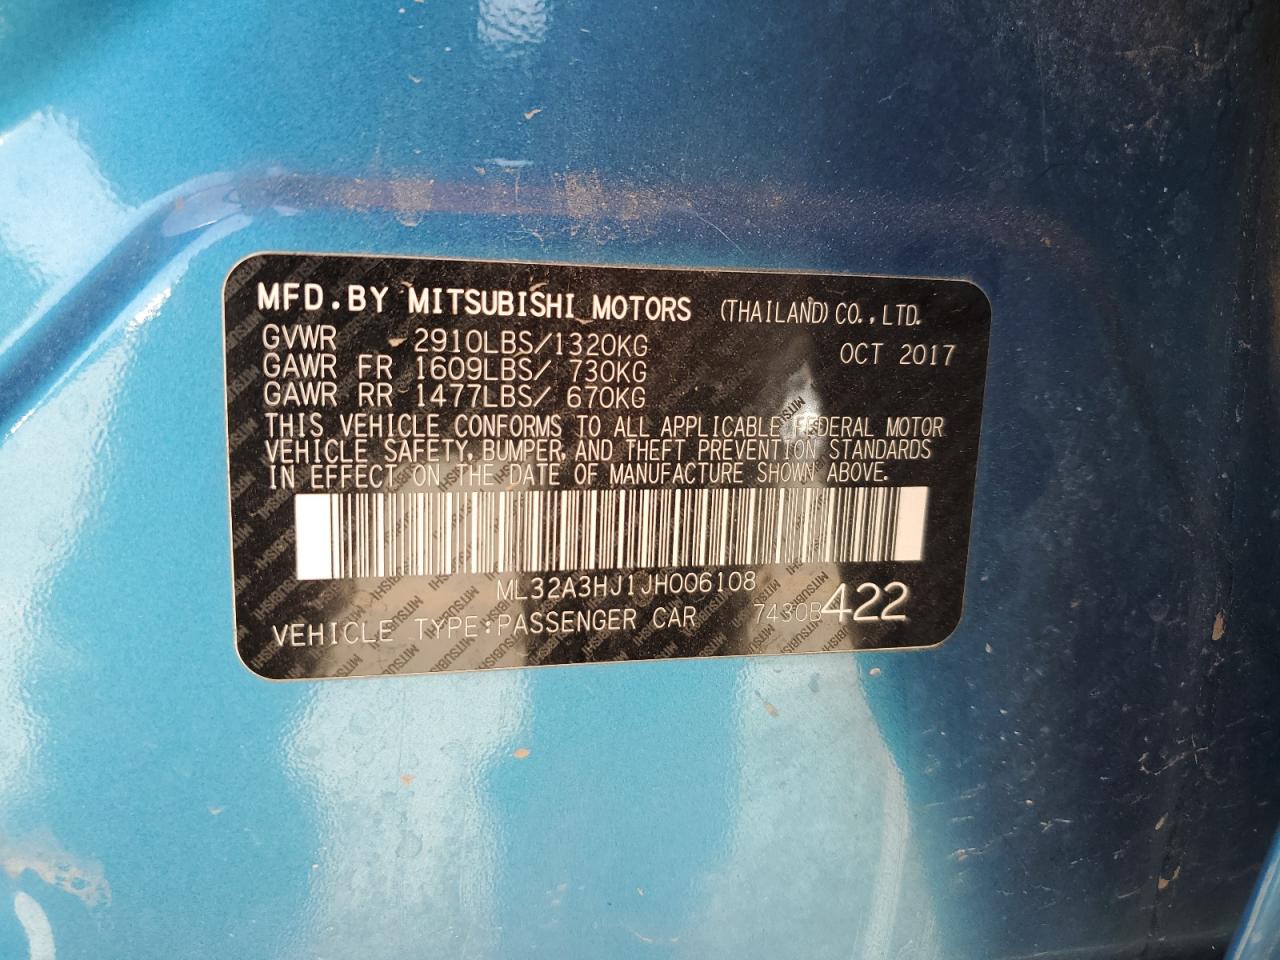 MFD.BY MITSUBISHI MOTORS (THAILAND) CO.,LTD.
GVWR 2910LBS/1320KG OCT 2017
GAWR FR 1609LBS/ 730KG
GAWR RR 1477LBS/ 670KG
THIS VEHICLE CONFORMS TO ALL APPLICABLE FEDERAL MOTOR
VEHICLE SAFETY, BUMPER, AND THEFT PREVENTION STANDARDS
IN EFFECT ON THE DATE OF MANUFACTURE SHOWN ABOVE.
ML32A3HJ1JH006108
VEHICLE TYPE:PASSENGER CAR 7430B422